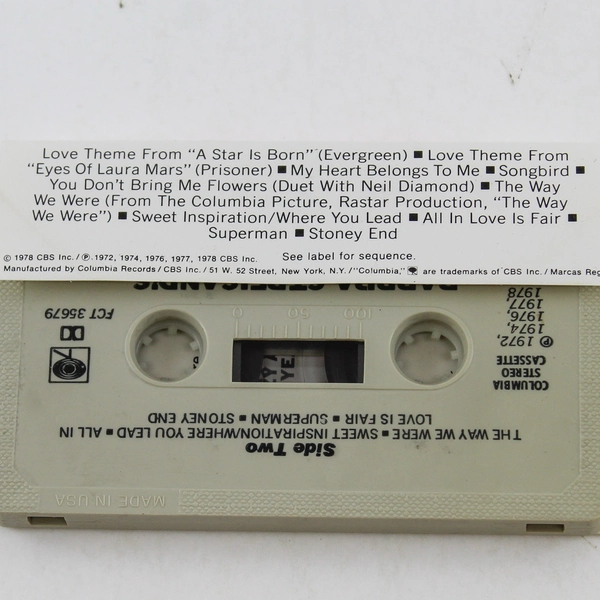 Love Theme From “A Star Is Born” (Evergreen) ■ Love Theme From
“Eyes Of Laura Mars” (Prisoner) ■ My Heart Belongs To Me ■ Songbird ■
You Don't Bring Me Flowers (Duet With Neil Diamond) ■ The Way
We Were (From The Columbia Picture, Rastar Production, “The Way
We Were”) ■ Sweet Inspiration/Where You Lead ■ All In Love Is Fair ■
Superman ■ Stoney End
© 1978 CBS Inc./℗ 1972, 1974, 1976, 1977, 1978 CBS Inc. See label for sequence.
Manufactured by Columbia Records/CBS Inc./51 W. 52 Street, New York, N.Y./“Columbia,” are trademarks of CBS Inc./Marcas Reg
MADE IN USA
Side Two
THE WAY WE WERE ■ SWEET INSPIRATION/WHERE YOU LEAD ■ ALL IN
LOVE IS FAIR ■ SUPERMAN ■ STONEY END
COLUMBIA
STEREO
CASSETTE
℗ 1972,
1974,
1976,
1977,
1978
0 50 100
FCT 35679